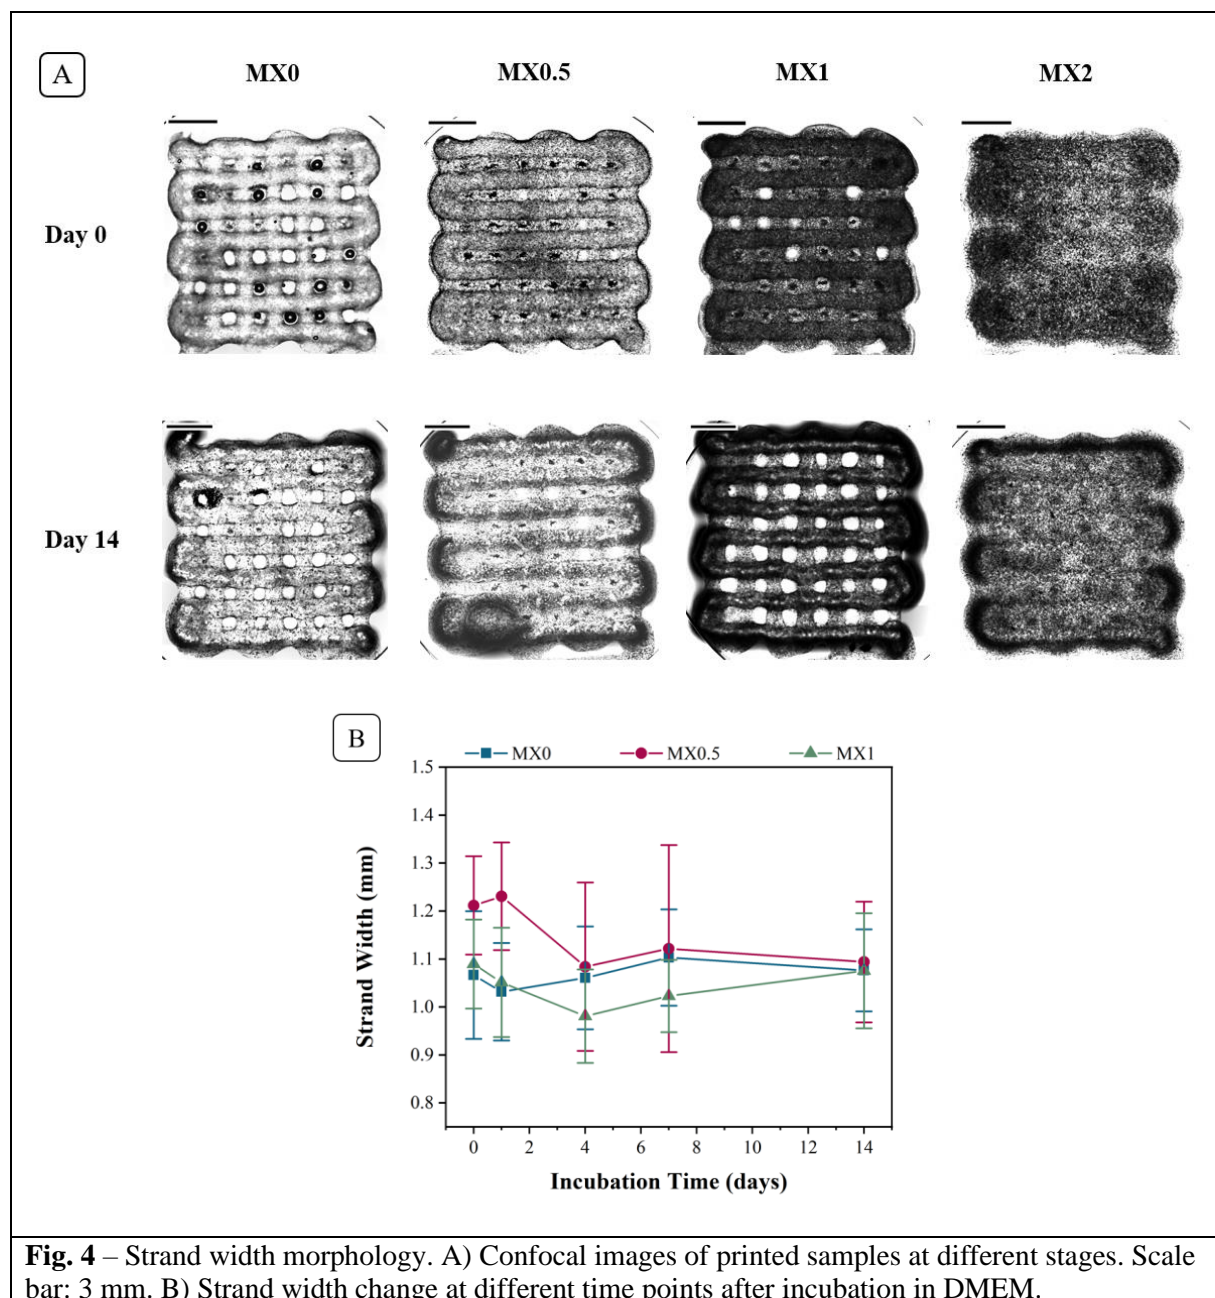 A
MX0 MX0.5 MX1 MX2
Day 0
Day 14
B
MX0 MX0.5 MX1
1.5
1.4
1.3
1.2
1.1
1.0
0.9
0.8
Strand Width (mm)
0 2 4 6 8 10 12 14
Incubation Time (days)
Fig. 4 – Strand width morphology. A) Confocal images of printed samples at different stages. Scale
bar: 3 mm. B) Strand width change at different time points after incubation in DMEM.